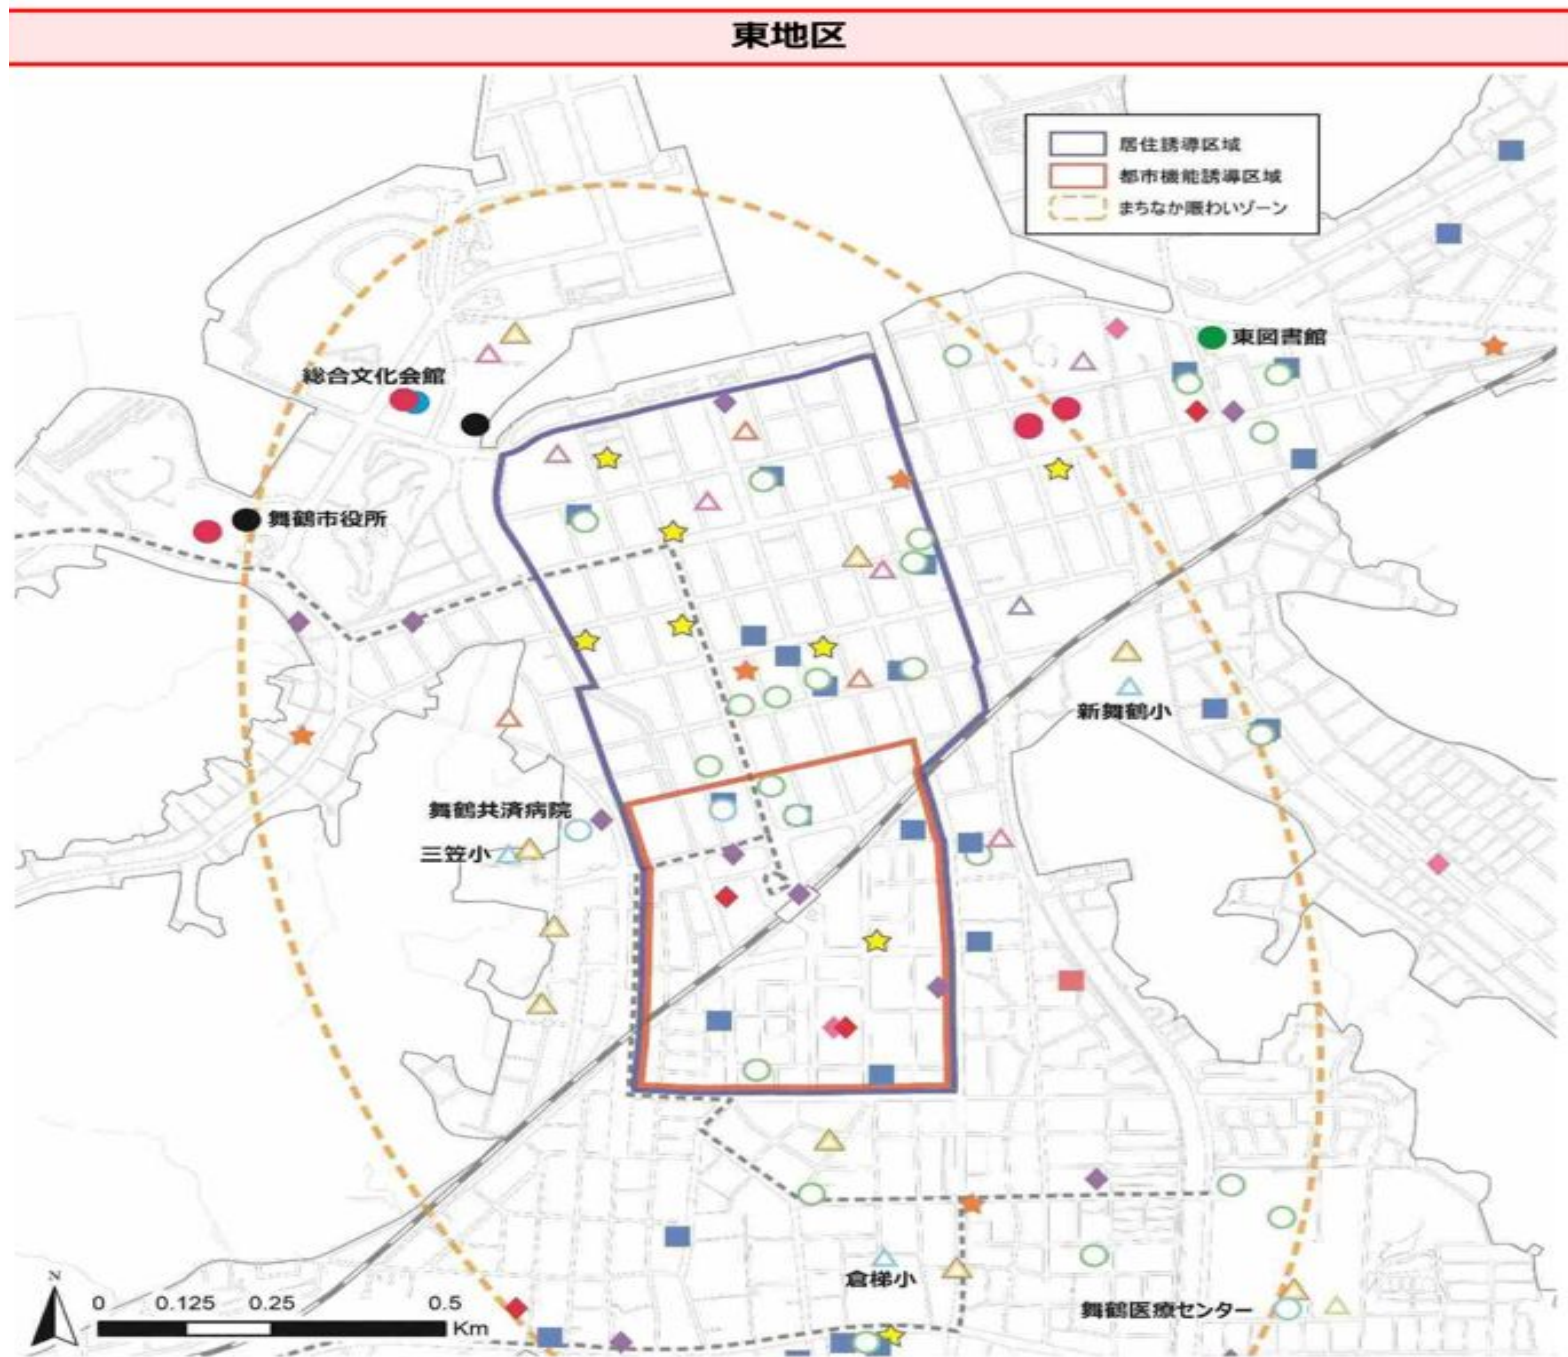 東地区
居住誘導区域
都市機能誘導区域
まちなか賑わいゾーン
東図書館
総合文化会館
舞鶴市役所
新舞鶴小
舞鶴共済病院
三笠小
倉梯小
舞鶴医療センター
N
0 0.125 0.25 0.5
Km